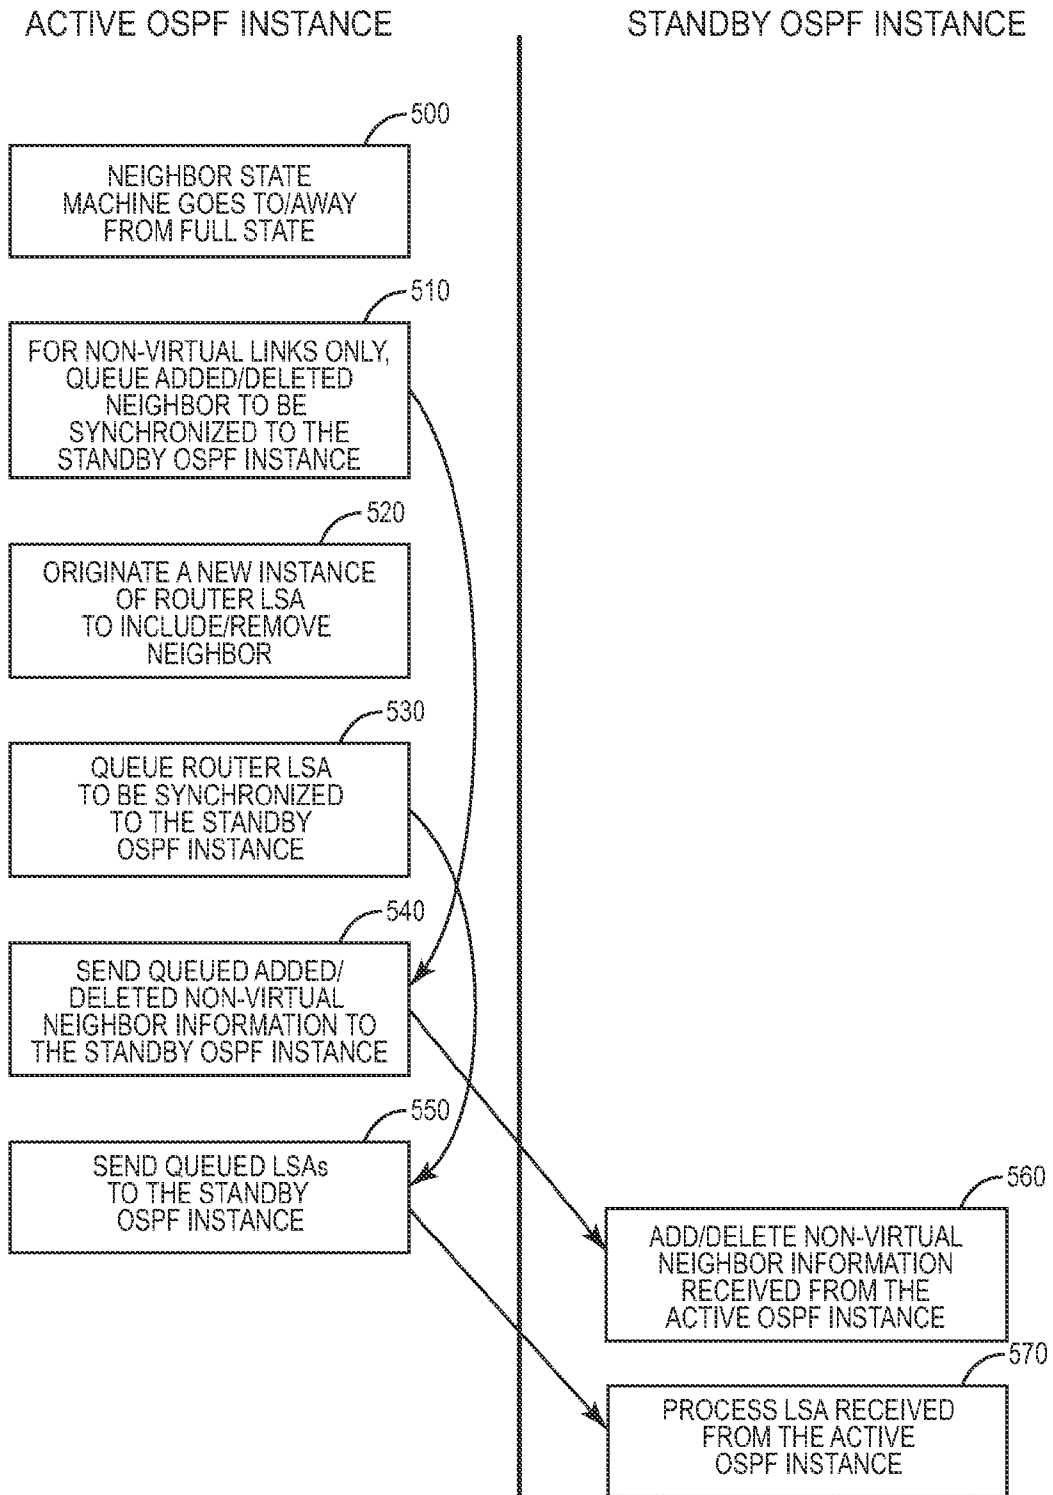 ACTIVE OSPF INSTANCE
STANDBY OSPF INSTANCE
500
NEIGHBOR STATE
MACHINE GOES TO/AWAY
FROM FULL STATE
510
FOR NON-VIRTUAL LINKS ONLY,
QUEUE ADDED/DELETED
NEIGHBOR TO BE
SYNCHRONIZED TO THE
STANDBY OSPF INSTANCE
520
ORIGINATE A NEW INSTANCE
OF ROUTER LSA
TO INCLUDE/REMOVE
NEIGHBOR
530
QUEUE ROUTER LSA
TO BE SYNCHRONIZED
TO THE STANDBY
OSPF INSTANCE
540
SEND QUEUED ADDED/
DELETED NON-VIRTUAL
NEIGHBOR INFORMATION TO
THE STANDBY OSPF INSTANCE
550
SEND QUEUED LSAs
TO THE STANDBY
OSPF INSTANCE
560
ADD/DELETE NON-VIRTUAL
NEIGHBOR INFORMATION
RECEIVED FROM THE
ACTIVE OSPF INSTANCE
570
PROCESS LSA RECEIVED
FROM THE ACTIVE
OSPF INSTANCE